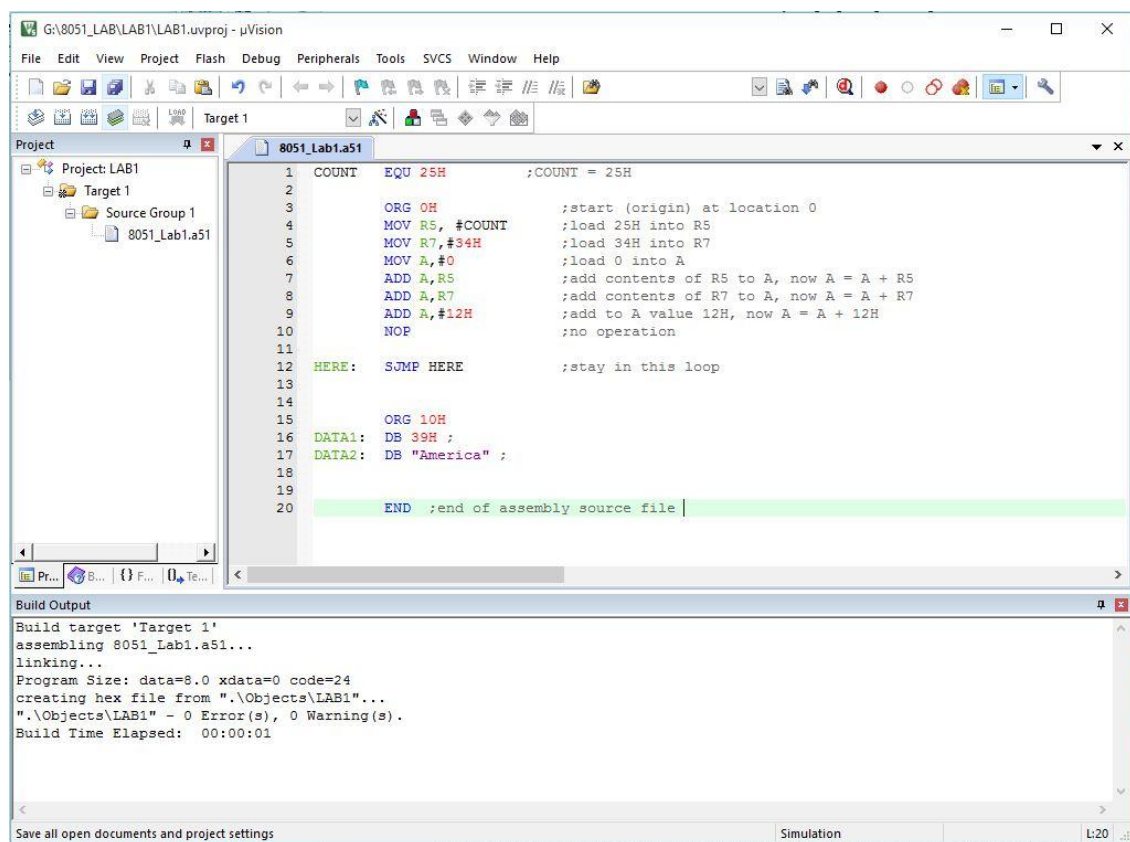 G:\8051_LAB\LAB1\LAB1.uvproj - µVision
File Edit View Project Flash Debug Peripherals Tools SVCS Window Help
LOAD Target 1
Project
8051_Lab1.a51
Project: LAB1
Target 1
Source Group 1
8051_Lab1.a51
1 COUNT EQU 25H ;COUNT = 25H
2
3 ORG 0H ;start (origin) at location 0
4 MOV R5, #COUNT ;load 25H into R5
5 MOV R7,#34H ;load 34H into R7
6 MOV A,#0 ;load 0 into A
7 ADD A,R5 ;add contents of R5 to A, now A = A + R5
8 ADD A,R7 ;add contents of R7 to A, now A = A + R7
9 ADD A,#12H ;add to A value 12H, now A = A + 12H
10 NOP ;no operation
11
12 HERE: SJMP HERE ;stay in this loop
13
14
15 ORG 10H
16 DATA1: DB 39H ;
17 DATA2: DB "America" ;
18
19
20 END ;end of assembly source file
Pr... B... {} F... 0 Te...
Build Output
Build target 'Target 1'
assembling 8051_Lab1.a51...
linking...
Program Size: data=8.0 xdata=0 code=24
creating hex file from ".\Objects\LAB1"...
".\Objects\LAB1" - 0 Error(s), 0 Warning(s).
Build Time Elapsed: 00:00:01
Save all open documents and project settings Simulation L:20